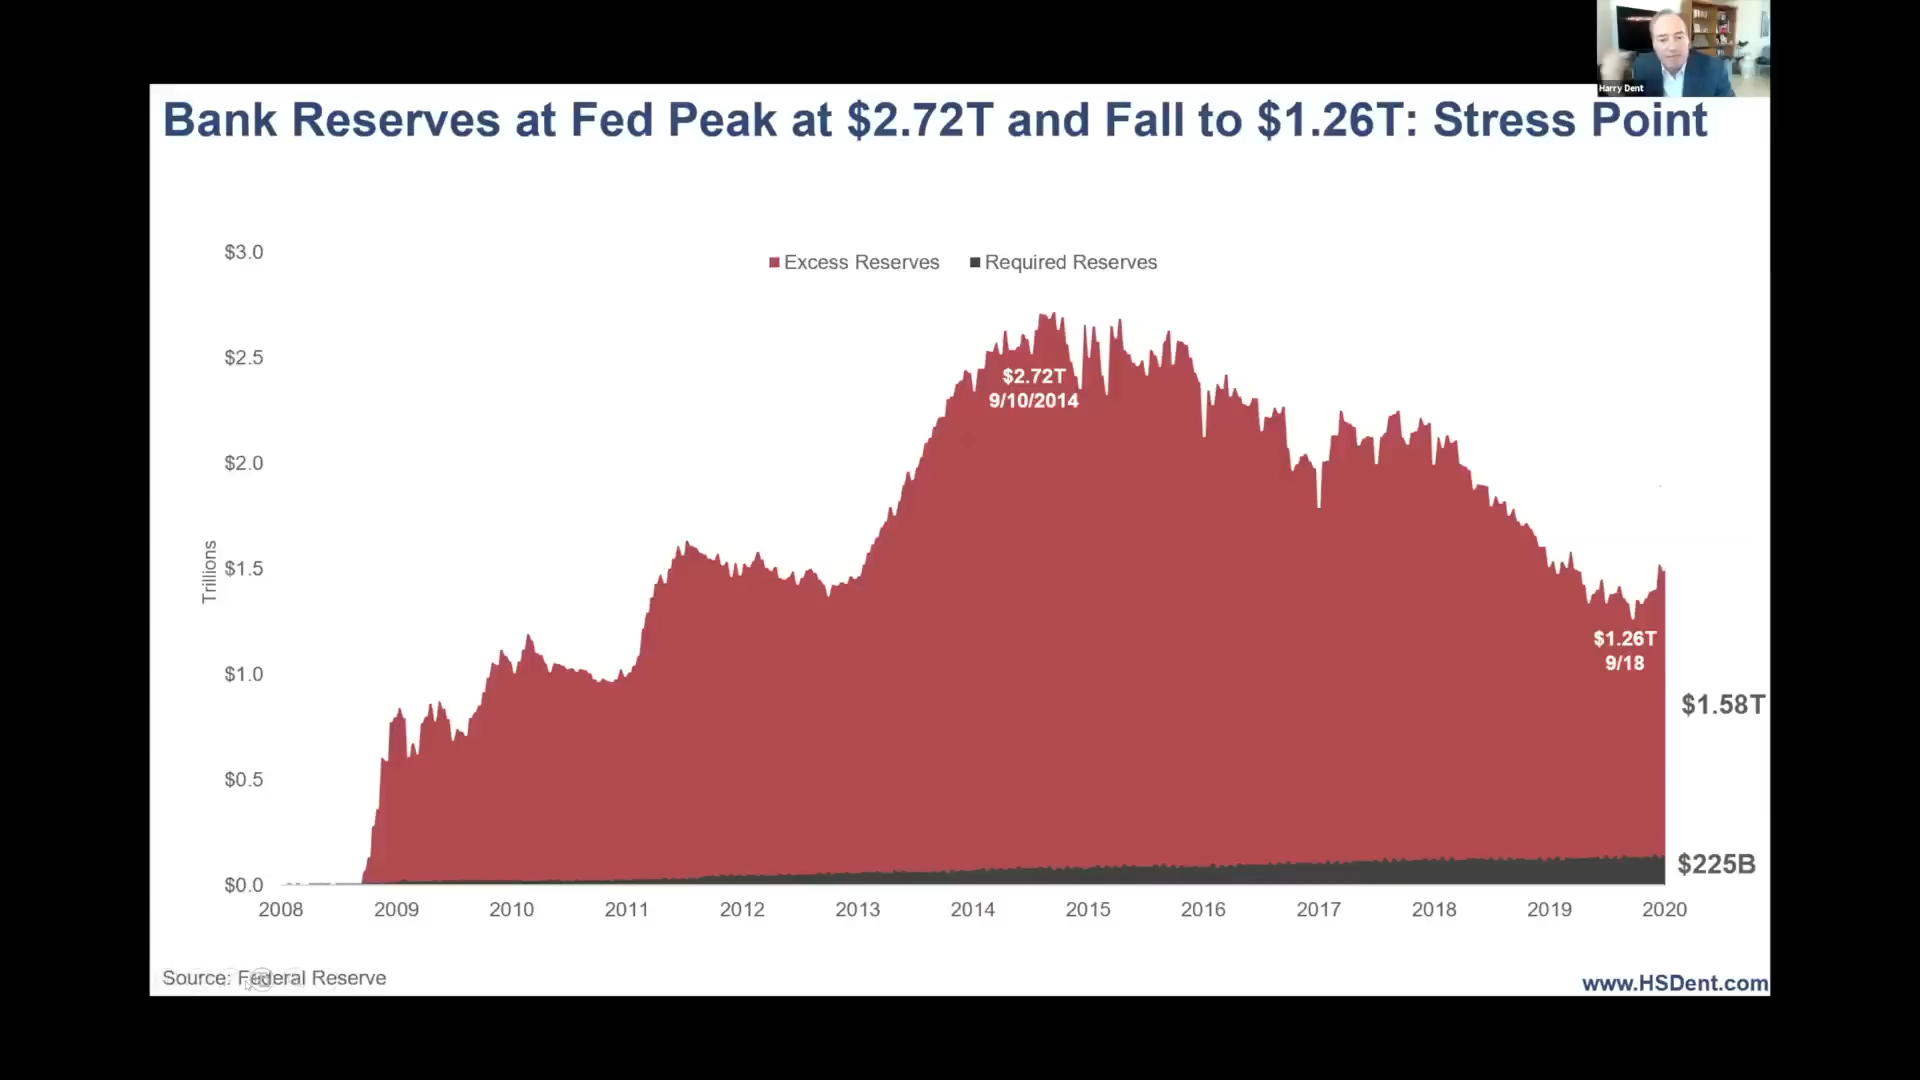 Harry Dent
Bank Reserves at Fed Peak at $2.72T and Fall to $1.26T: Stress Point
$3.0
Excess Reserves
Required Reserves
$2.5
$2.72T
9/10/2014
$2.0
Trillions
$1.5
$1.26T
9/18
$1.0
$1.58T
$0.5
$225B
$0.0
2008 2009 2010 2011 2012 2013 2014 2015 2016 2017 2018 2019 2020
Source: Federal Reserve
www.HSDent.com